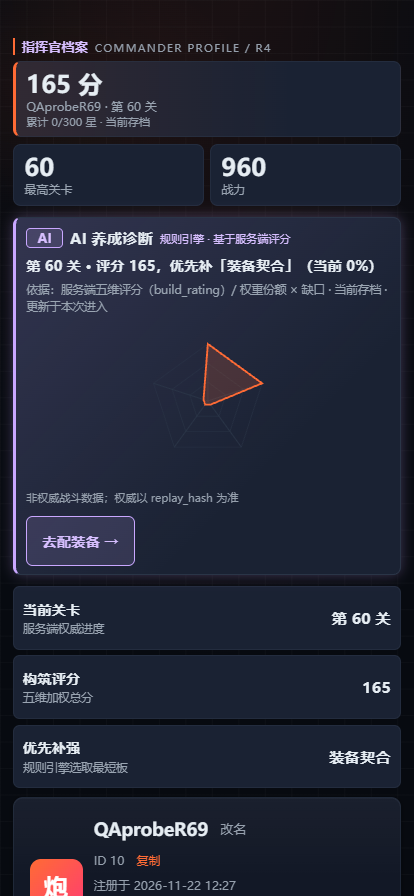 指挥官档案 COMMANDER PROFILE / R4
165 分
QAprobeR69 · 第 60 关
累计 0/300 星 · 当前存档
60
最高关卡
960
战力
AI AI 养成诊断 规则引擎 · 基于服务端评分
第 60 关 · 评分 165，优先补「装备契合」（当前 0%）
依据：服务端五维评分（build_rating）/ 权重份额 × 缺口 · 当前存档 ·
更新于本次进入
非权威战斗数据；权威以 replay_hash 为准
去配装备 →
当前关卡
服务端权威进度
第 60 关
构筑评分
五维加权总分
165
优先补强
规则引擎选取最短板
装备契合
QAprobeR69 改名
ID 10 复制
炮
注册于 2026-11-22 12:27